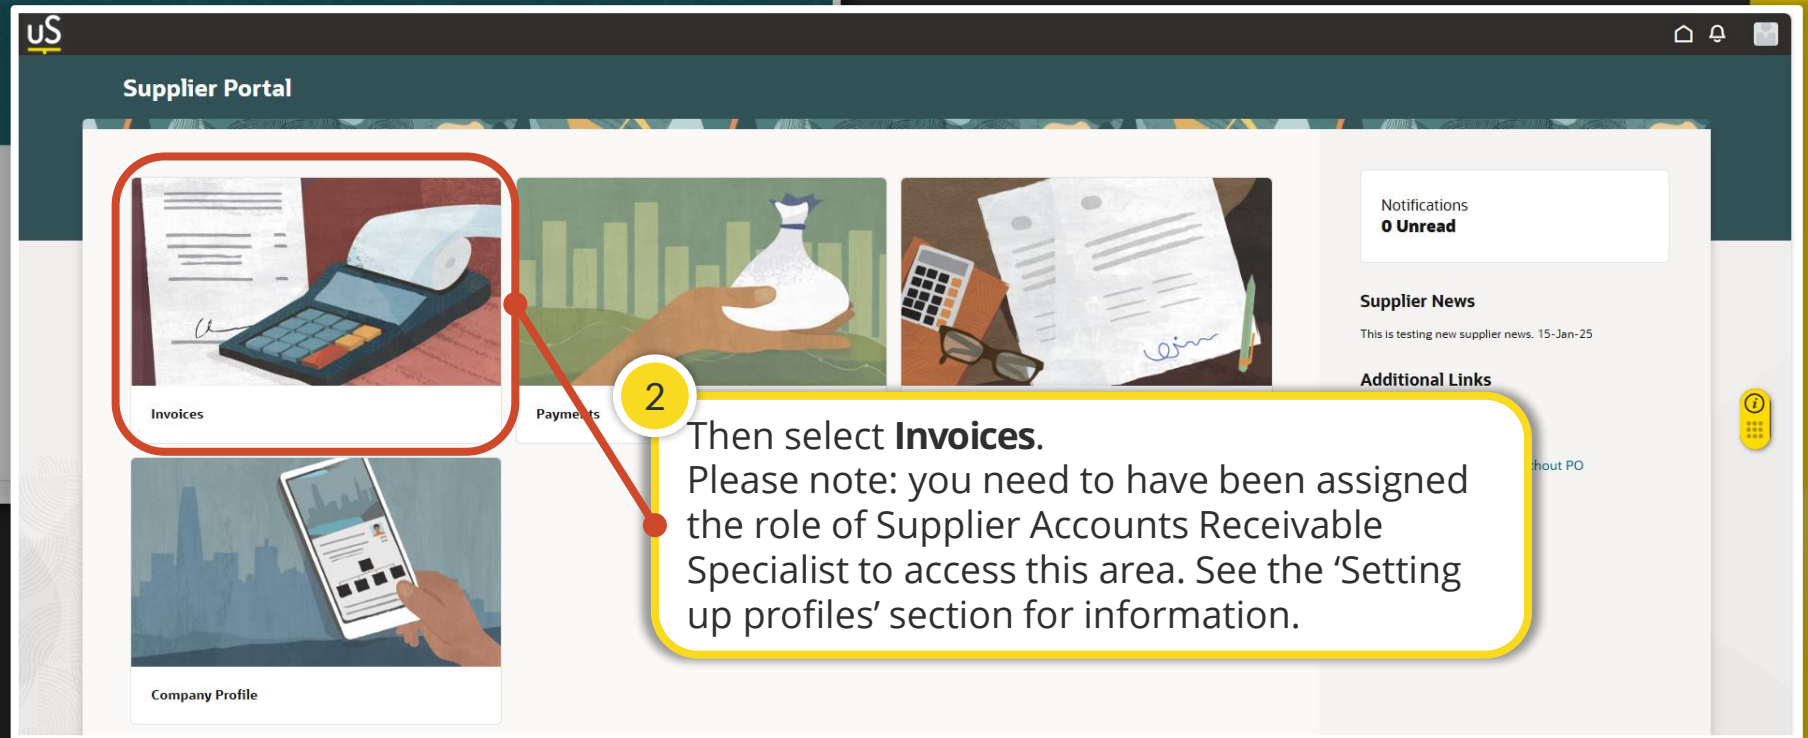 uS
Supplier Portal
Notifications
0 Unread
Supplier News
This is testing new supplier news. 15-Jan-25
Additional Links
Invoices
Payments
2
Then select Invoices.
Please note: you need to have been assigned
the role of Supplier Accounts Receivable
Specialist to access this area. See the ‘Setting
up profiles’ section for information.
PO
Company Profile